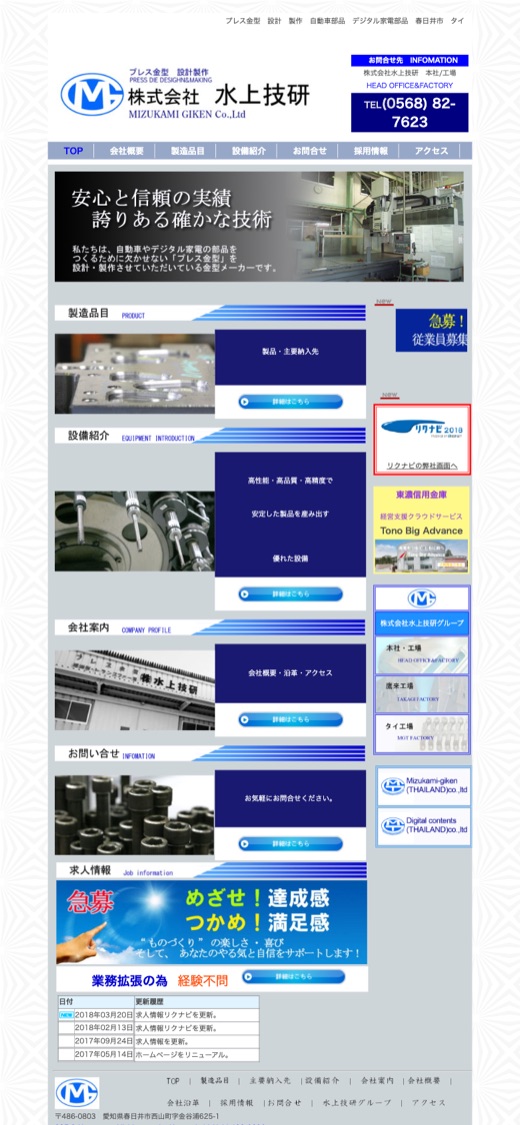 プレス金型　設計　製作　自動車部品　デジタル家電部品　春日井市　タイ
お問合せ先　INFOMATION
株式会社水上技研　本社/工場
HEAD OFFICE&FACTORY
TEL(0568) 82-
7623
プレス金型　設計製作
PRESS DIE DESIGHN&MAKING
株式会社　水上技研
MIZUKAMI GIKEN Co.,Ltd
TOP　会社概要　製造品目　設備紹介　お問合せ　採用情報　アクセス
安心と信頼の実績
誇りある確かな技術
私たちは、自動車やデジタル家電の部品を
つくるために欠かせない「プレス金型」を
設計・製作させていただいている金型メーカーです。
製造品目　PRODUCT
製品・主要納入先
詳細はこちら
設備紹介　EQUIPMENT INTRODUCTION
高性能・高品質・高精度で
安定した製品を産み出す
優れた設備
詳細はこちら
会社案内　COMPANY PROFILE
株式会社 水上技研
会社概要・沿革・アクセス
詳細はこちら
お問い合せ　INFOMATION
お気軽にお問合せください。
詳細はこちら
求人情報　Job information
急募
めざせ！達成感
つかめ！満足感
“ものづくり”の楽しさ・喜び
そして、あなたのやる気と自信をサポートします！
業務拡張の為　経験不問
詳細はこちら
日付　更新履歴
NEW 2018年03月20日 求人情報リクナビを更新。
2018年02月13日 求人情報リクナビを更新。
2017年09月24日 求人情報を更新。
2017年05月14日 ホームページをリニューアル。
NEW
急募！
従業員募集
NEW
リクナビ2018
リクナビの弊社画面へ
東濃信用金庫
経営支援クラウドサービス
Tono Big Advance
株式会社水上技研グループ
本社・工場
HEAD OFFICE&FACTORY
鷹来工場
TAKAGI FACTORY
タイ工場
MGT FACTORY
Mizukami-giken
(THAILAND)co.,ltd
Digital contents
(THAILAND)co.,ltd
TOP　|　製造品目　|　主要納入先　|設備紹介　|　会社案内　|会社概要　|
会社沿革　|　採用情報　|お問合せ　|　水上技研グループ　|　アクセス
〒486-0803　愛知県春日井市西山町字金谷浦625-1